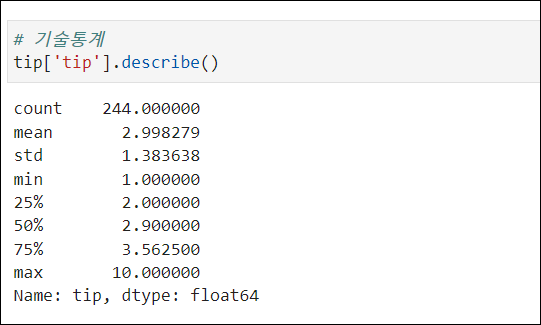 # 기술통계
tip['tip'].describe()
count    244.000000
mean       2.998279
std        1.383638
min        1.000000
25%        2.000000
50%        2.900000
75%        3.562500
max       10.000000
Name: tip, dtype: float64